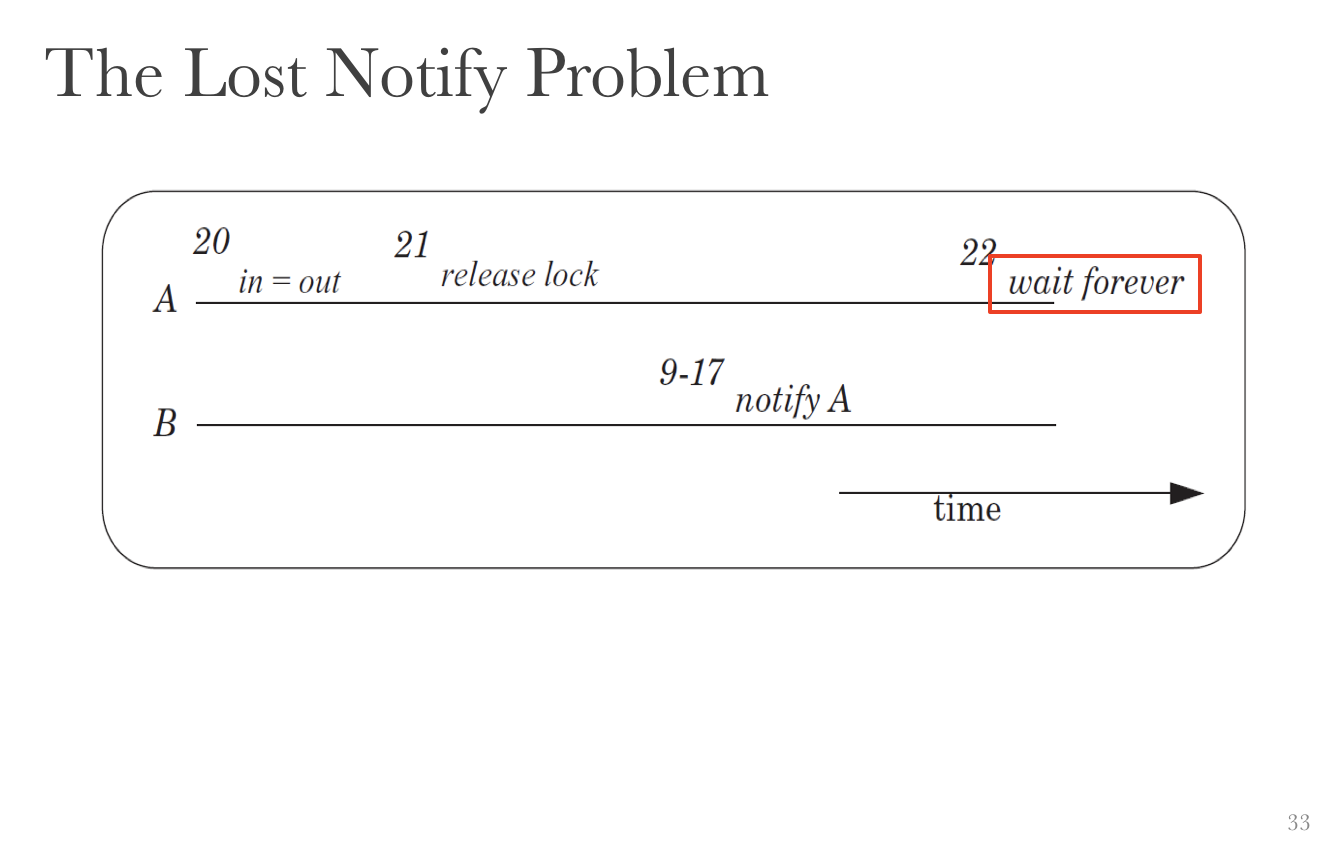 The Lost Notify Problem
20
in = out
21
release lock
22
wait forever
A
9-17
notify A
B
time
33